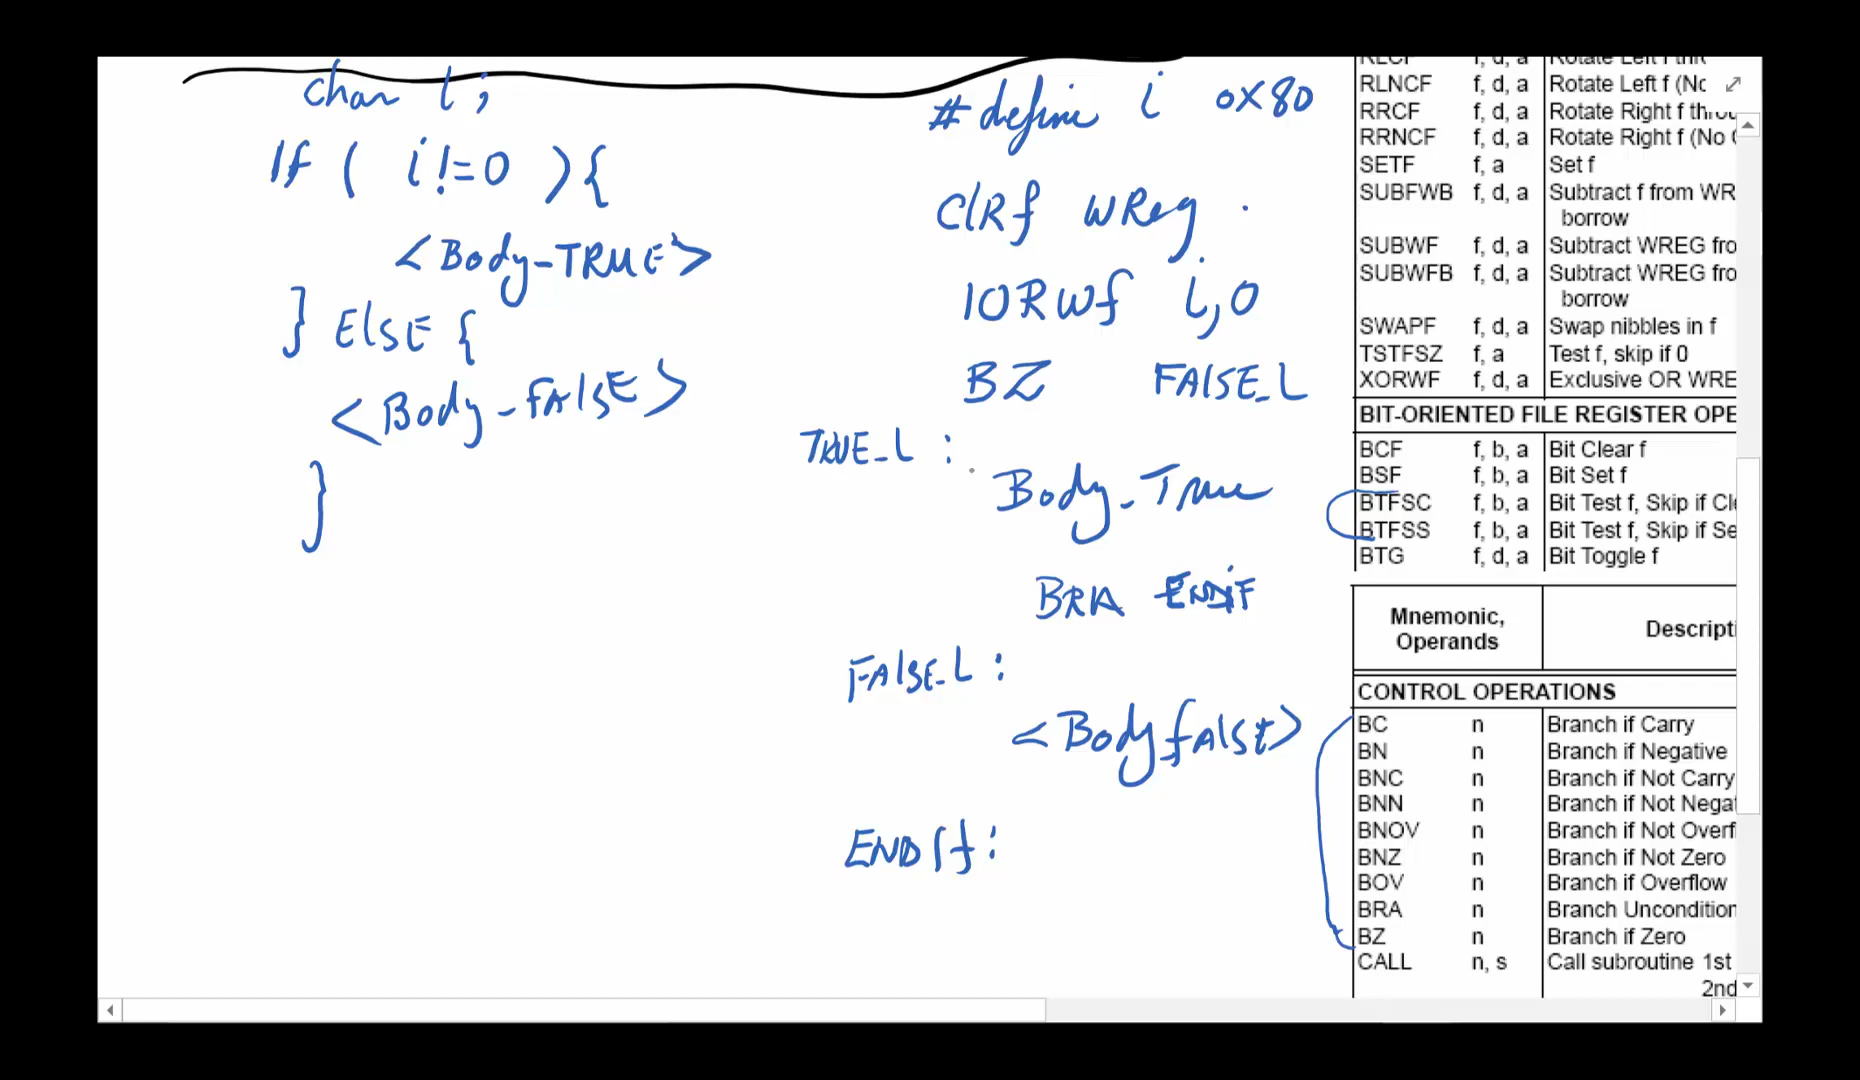 char i;
If ( i!=0 ){
<Body-TRUE>
} ElsE {
<Body-FAlsE>
}
#define i 0X80
ClRf WReg .
IORWf i,0
BZ FAlSE_L
TRUE_L :
Body-True
BRA ENDIF
FAlsE_L :
<Body_fAlsE>
ENDIf :
RLNCF f, d, a Rotate Left f (Nc
RRCF f, d, a Rotate Right f throu
RRNCF f, d, a Rotate Right f (No C
SETF f, a Set f
SUBFWB f, d, a Subtract f from WR
borrow
SUBWF f, d, a Subtract WREG fro
SUBWFB f, d, a Subtract WREG fro
borrow
SWAPF f, d, a Swap nibbles in f
TSTFSZ f, a Test f, skip if 0
XORWF f, d, a Exclusive OR WRE
BIT-ORIENTED FILE REGISTER OPE
BCF f, b, a Bit Clear f
BSF f, b, a Bit Set f
BTFSC f, b, a Bit Test f, Skip if Cl
BTFSS f, b, a Bit Test f, Skip if Se
BTG f, d, a Bit Toggle f
Mnemonic,
Operands
Descripti
CONTROL OPERATIONS
BC n Branch if Carry
BN n Branch if Negative
BNC n Branch if Not Carry
BNN n Branch if Not Nega
BNOV n Branch if Not Overf
BNZ n Branch if Not Zero
BOV n Branch if Overflow
BRA n Branch Uncondition
BZ n Branch if Zero
CALL n, s Call subroutine 1st
2nd